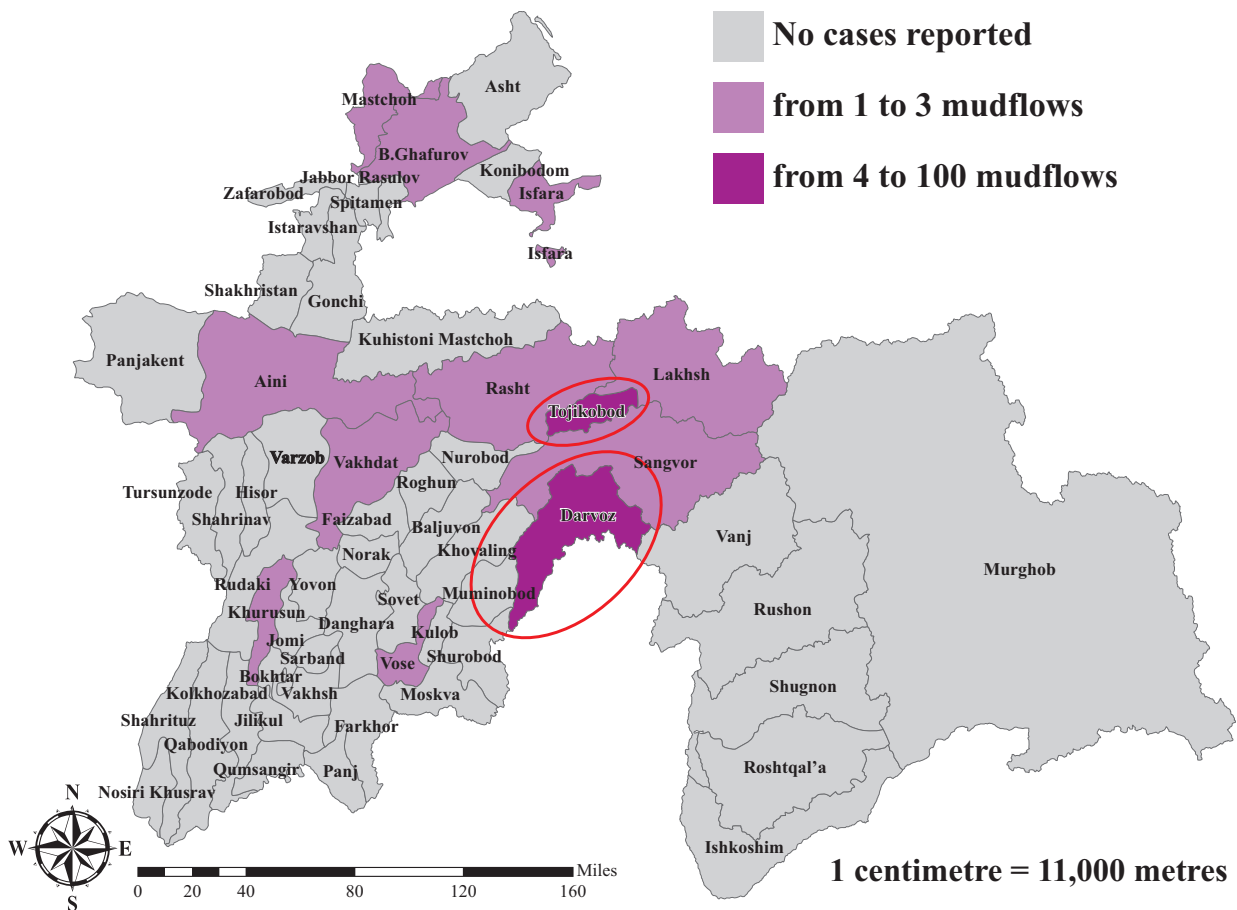 No cases reported
from 1 to 3 mudflows
from 4 to 100 mudflows
Asht
Mastchoh
B.Ghafurov
Konibodom
Jabbor Rasulov
Zafarobod
Isfara
Spitamen
Istaravshan
Isfara
Shakhristan
Gonchi
Kuhistoni Mastchoh
Panjakent
Aini
Rasht
Lakhsh
Tojikobod
Varzob
Vakhdat
Nurobod
Sangvor
Roghun
Tursunzode
Hisor
Shahrinav
Faizabad
Darvoz
Baljuvon
Vanj
Khovaling
Norak
Murghob
Rudaki
Yovon
Muminobod
Sovet
Rushon
Khurusun
Danghara
Kulob
Jomi
Sarband
Vose
Shurobod
Bokhtar
Kolkhozabad
Vakhsh
Moskva
Shugnon
Shahrituz
Jilikul
Farkhor
Qabodiyon
Qumsangir
Panj
Roshtqal’a
Nosiri Khusrav
Ishkoshim
N
W
E
S
Miles
0 20 40 80 120 160
1 centimetre = 11,000 metres